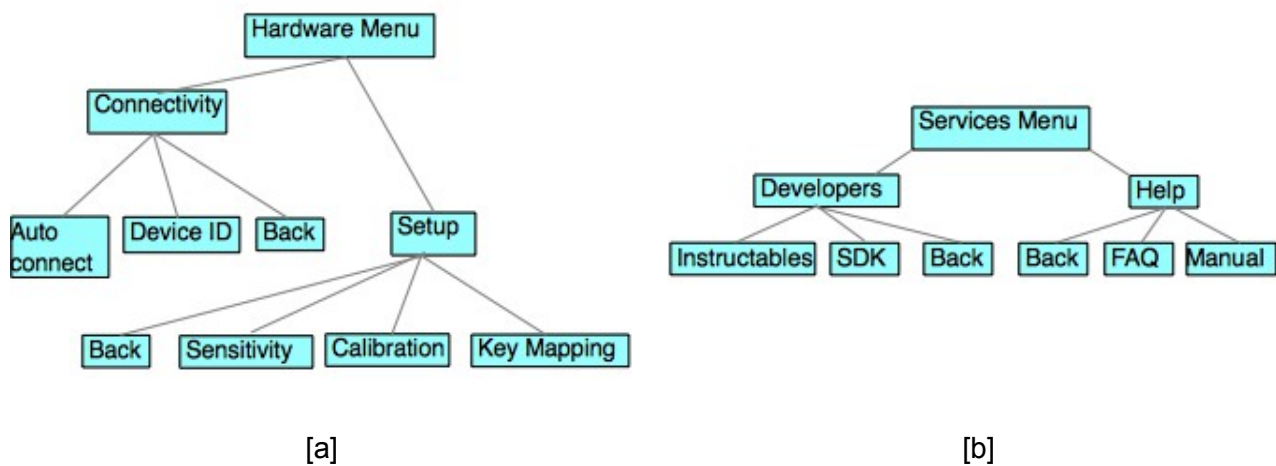 Hardware Menu
Connectivity
Auto
connect
Device ID
Back
Setup
Back
Sensitivity
Calibration
Key Mapping
[a]
Services Menu
Developers
Help
Instructables
SDK
Back
Back
FAQ
Manual
[b]